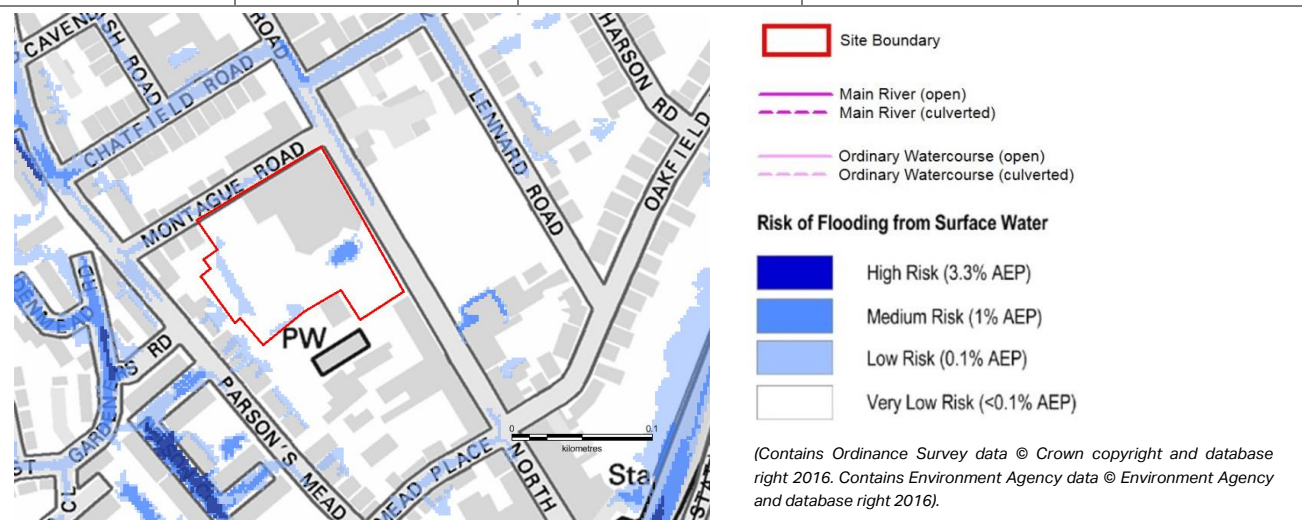 CAVENDISH ROAD
ROAD
CHATFIELD ROAD
MONTAGUE ROAD
LENNARD ROAD
HARSON RD
OAKFIELD
DENMEAD
RD
GARDENERS RD
PW
PARSON'S MEAD
MEAD PLACE
NORTH
ST
CL
Sta
STAT
0 0.1
kilometres
Site Boundary
Main River (open)
Main River (culverted)
Ordinary Watercourse (open)
Ordinary Watercourse (culverted)
Risk of Flooding from Surface Water
High Risk (3.3% AEP)
Medium Risk (1% AEP)
Low Risk (0.1% AEP)
Very Low Risk (<0.1% AEP)
(Contains Ordinance Survey data © Crown copyright and database
right 2016. Contains Environment Agency data © Environment Agency
and database right 2016).